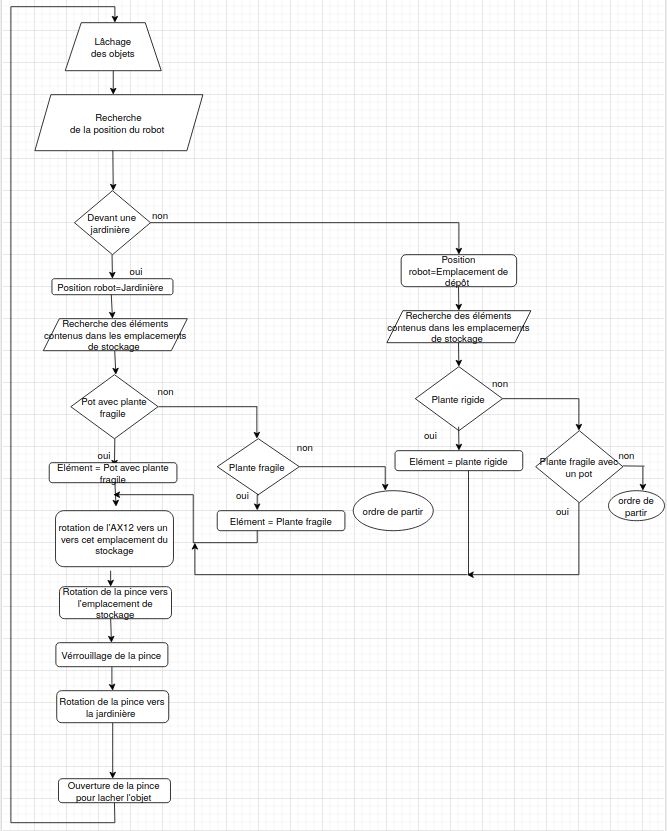 Lâchage
des objets
Recherche
de la position du robot
Devant une
jardinière
non
oui
Position robot=Jardinière
Position
robot=Emplacement de
dépôt
Recherche des éléments
contenus dans les emplacements
de stockage
Recherche des éléments
contenus dans les emplacements
de stockage
Pot avec plante
fragile
non
oui
Plante rigide
non
oui
Elément = Pot avec plante
fragile
Plante fragile
non
oui
Elément = plante rigide
Plante fragile avec
un pot
non
oui
ordre de
partir
Elément = Plante fragile
ordre de partir
rotation de l'AX12 vers un
vers cet emplacement du
stockage
Rotation de la pince vers
l'emplacement de
stockage
Vérrouillage de la pince
Rotation de la pince vers
la jardinière
Ouverture de la pince
pour lacher l'objet